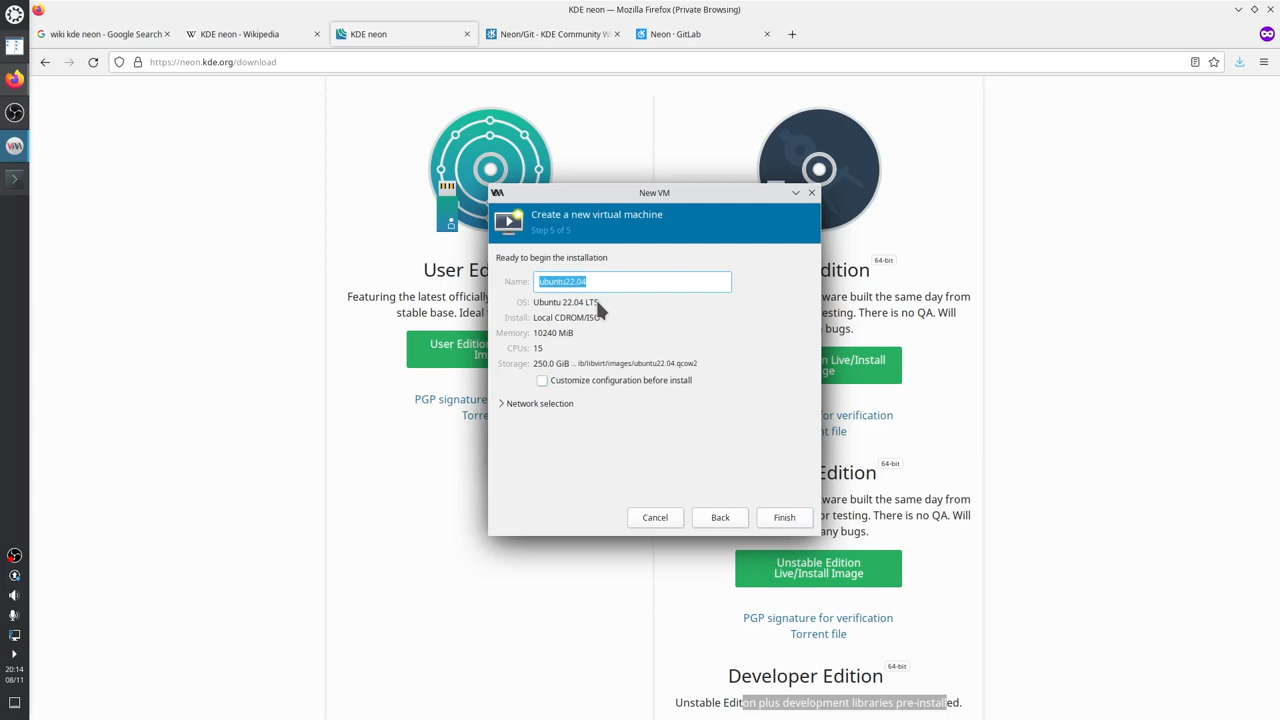 KDE neon — Mozilla Firefox (Private Browsing)
wiki kde neon - Google Search
KDE neon - Wikipedia
KDE neon
Neon/Git - KDE Community W
Neon · GitLab
https://neon.kde.org/download
New VM
Create a new virtual machine
Step 5 of 5
Ready to begin the installation
Name: ubuntu22.04
OS: Ubuntu 22.04 LTS
Install: Local CDROM/ISO
Memory: 10240 MiB
CPUs: 15
Storage: 250.0 GiB ... ib/libvirt/images/ubuntu22.04.qcow2
Customize configuration before install
Network selection
Cancel
Back
Finish
User Ed
Featuring the latest officially
stable base. Ideal
User Edition
Im
PGP signature
Torre
dition
64-bit
ware built the same day from
r testing. There is no QA. Will
bugs.
n Live/Install
ge
for verification
nt file
Edition
64-bit
ware built the same day from
or testing. There is no QA. Will
any bugs.
Unstable Edition
Live/Install Image
PGP signature for verification
Torrent file
Developer Edition
64-bit
Unstable Edition plus development libraries pre-installed.
20:14
08/11